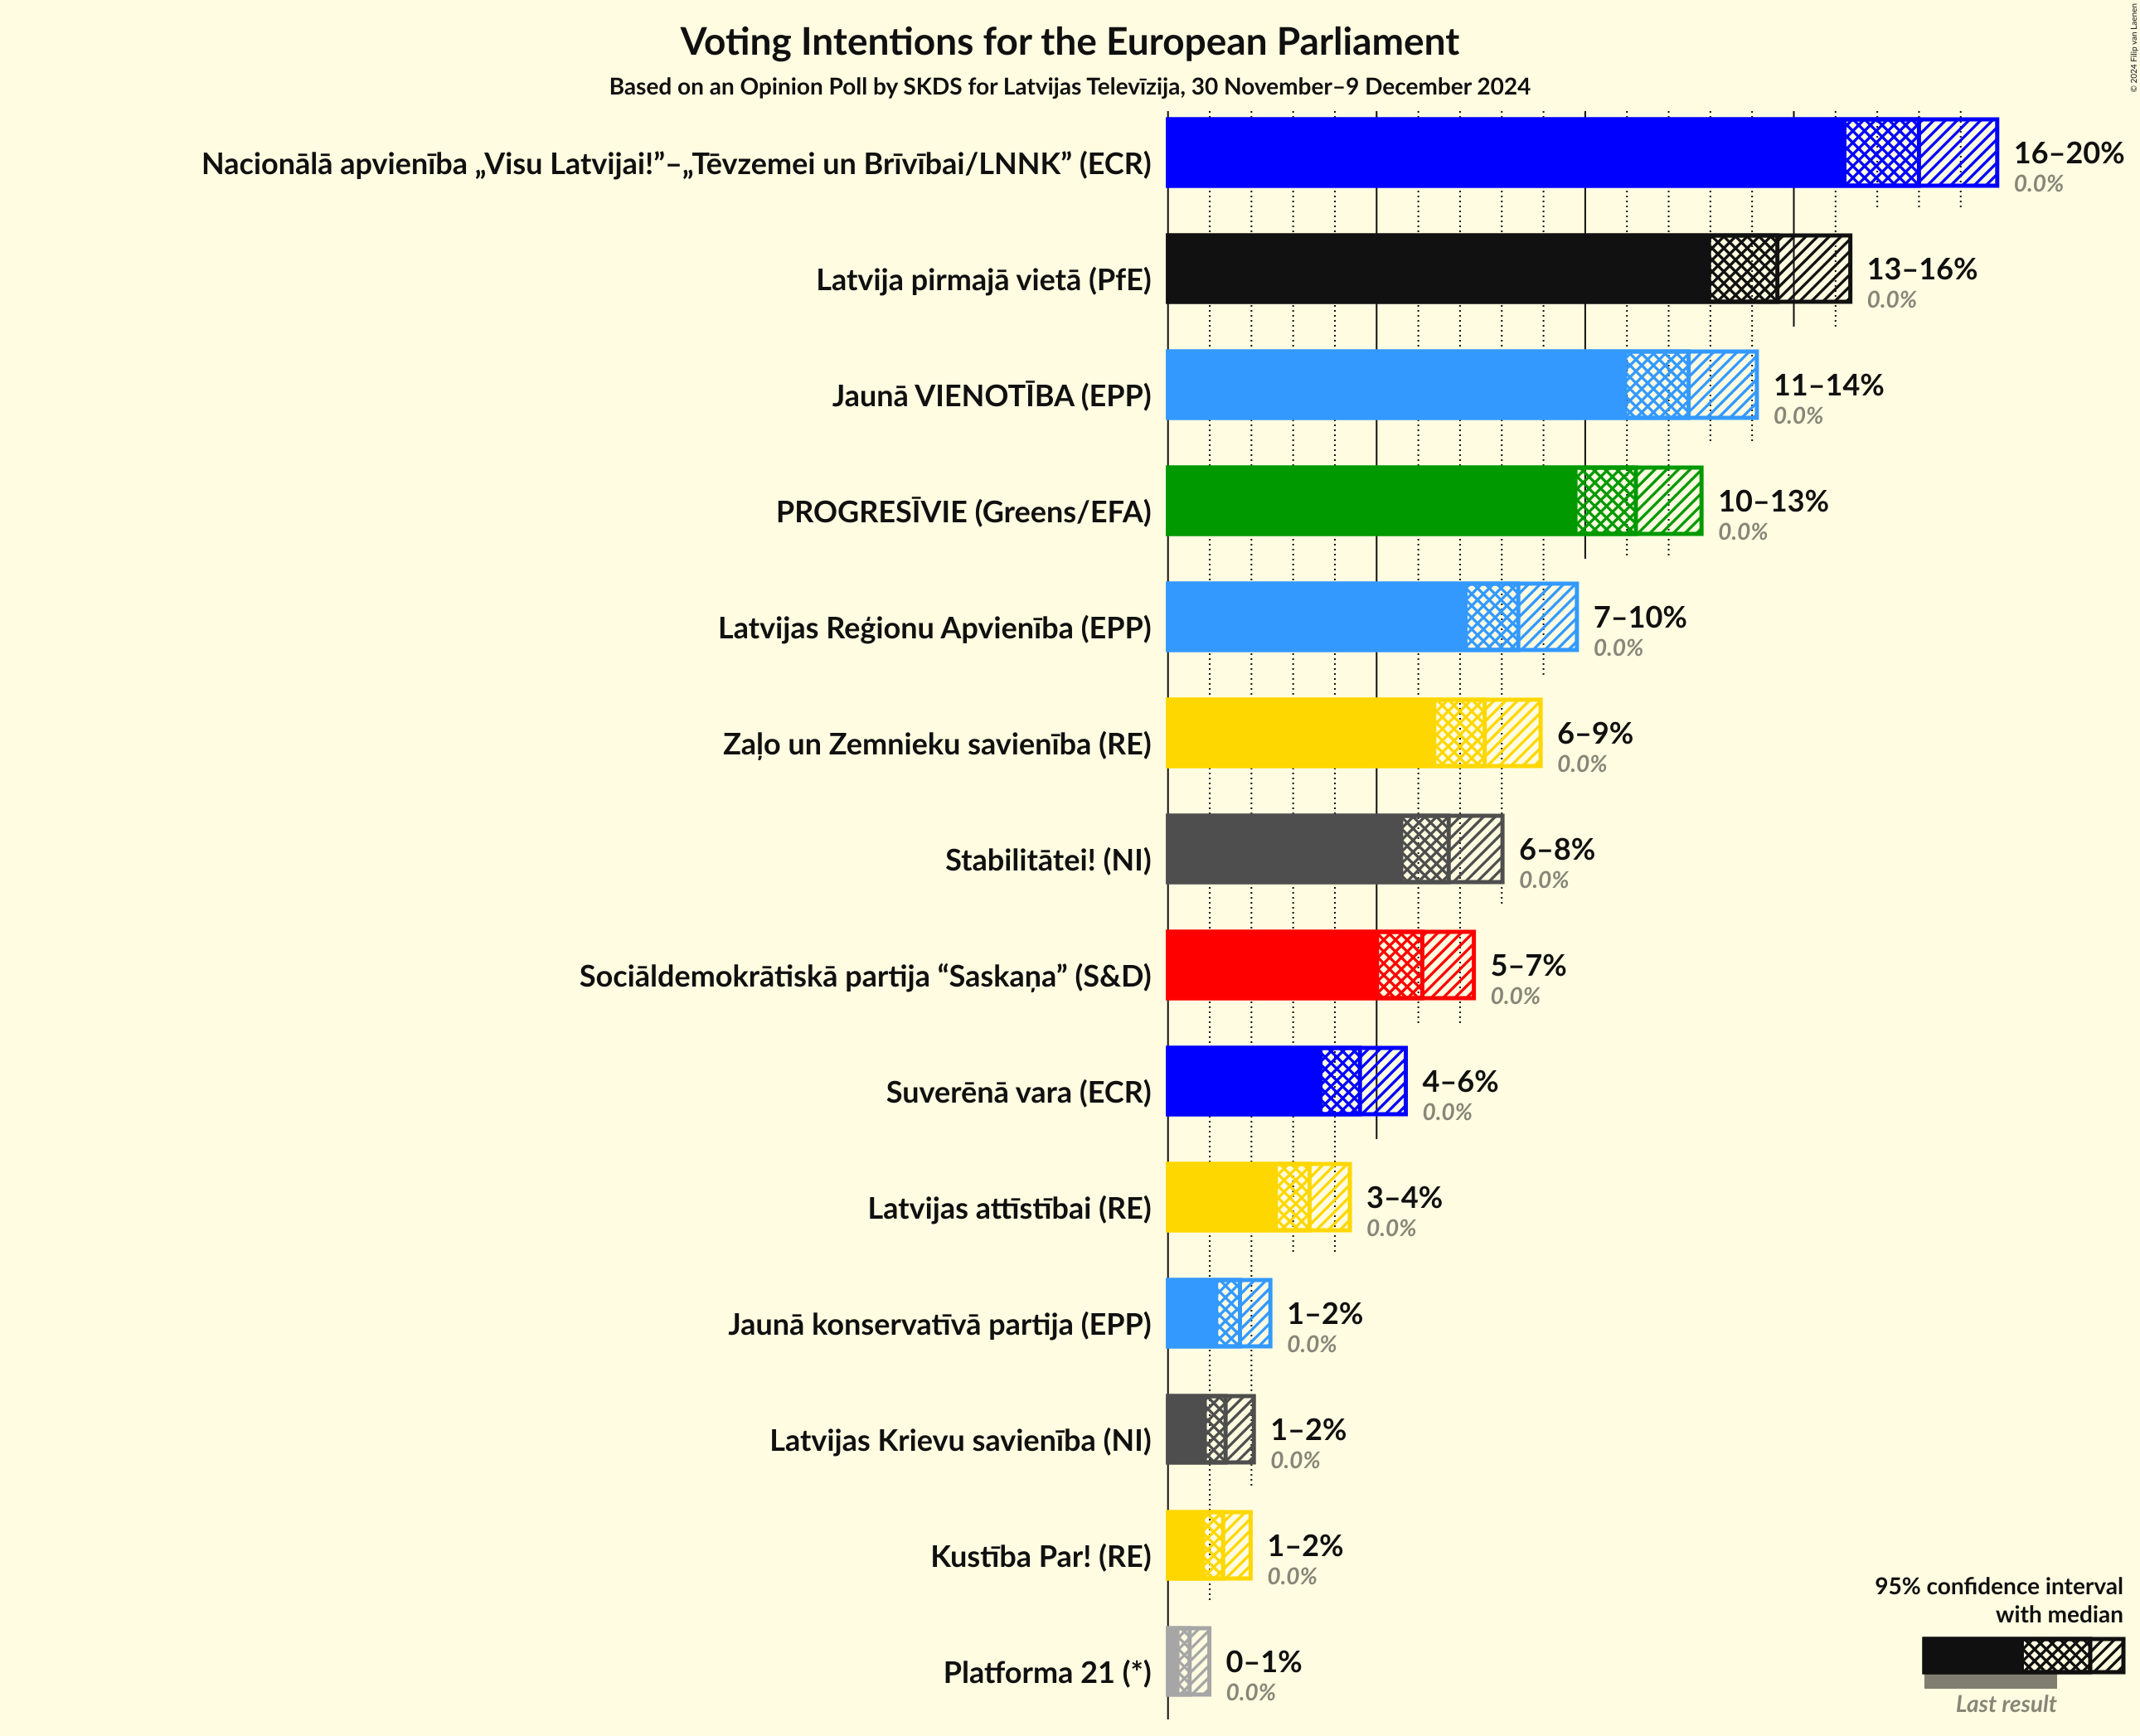 © 2024 Filip van Laenen
Voting Intentions for the European Parliament
Based on an Opinion Poll by SKDS for Latvijas Televīzija, 30 November–9 December 2024
Nacionālā apvienība „Visu Latvijai!”–„Tēvzemei un Brīvībai/LNNK” (ECR)
16–20%
0.0%
Latvija pirmajā vietā (PfE)
13–16%
0.0%
Jaunā VIENOTĪBA (EPP)
11–14%
0.0%
PROGRESĪVIE (Greens/EFA)
10–13%
0.0%
Latvijas Reģionu Apvienība (EPP)
7–10%
0.0%
Zaļo un Zemnieku savienība (RE)
6–9%
0.0%
Stabilitātei! (NI)
6–8%
0.0%
Sociāldemokrātiskā partija “Saskaņa” (S&D)
5–7%
0.0%
Suverēnā vara (ECR)
4–6%
0.0%
Latvijas attīstībai (RE)
3–4%
0.0%
Jaunā konservatīvā partija (EPP)
1–2%
0.0%
Latvijas Krievu savienība (NI)
1–2%
0.0%
Kustība Par! (RE)
1–2%
0.0%
Platforma 21 (*)
0–1%
0.0%
95% confidence interval
with median
Last result